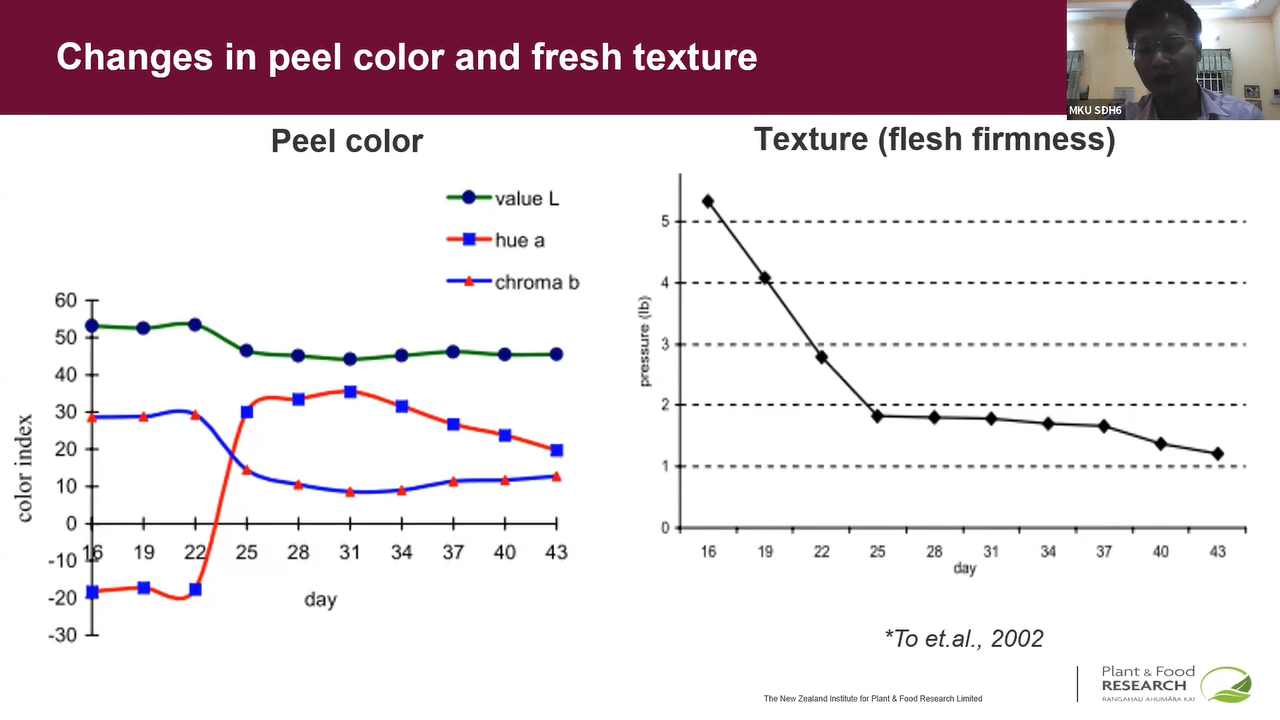 Changes in peel color and fresh texture
MKU SĐH6
Peel color
value L
hue a
chroma b
60
50
40
30
20
10
0
-10
-20
-30
color index
16 19 22 25 28 31 34 37 40 43
day
Texture (flesh firmness)
5
4
3
2
1
0
pressure (lb)
16 19 22 25 28 31 34 37 40 43
day
*To et.al., 2002
The New Zealand Institute for Plant & Food Research Limited
Plant & Food
RESEARCH
RANGAHAU AHUMĀRA KAI